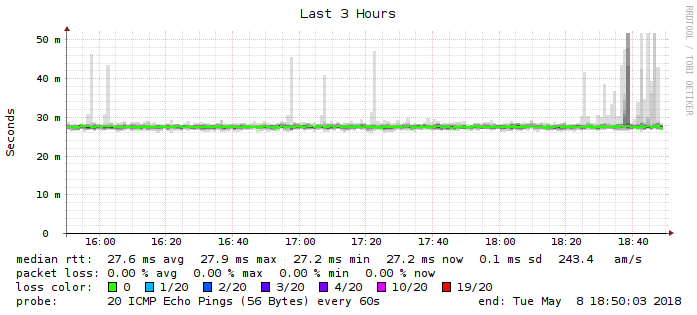 Last 3 Hours
RRDTOOL / TOBI OETIKER
Seconds
50 m
40 m
30 m
20 m
10 m
0
16:00 16:20 16:40 17:00 17:20 17:40 18:00 18:20 18:40
median rtt: 27.6 ms avg 27.9 ms max 27.2 ms min 27.2 ms now 0.1 ms sd 243.4 am/s
packet loss: 0.00 % avg 0.00 % max 0.00 % min 0.00 % now
loss color: 0 1/20 2/20 3/20 4/20 10/20 19/20
probe: 20 ICMP Echo Pings (56 Bytes) every 60s end: Tue May 8 18:50:03 2018